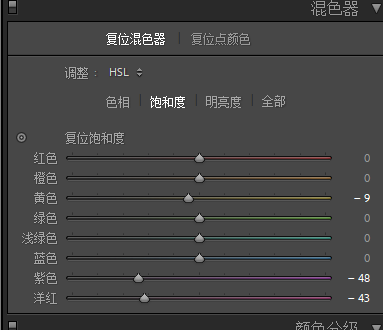 混色器
复位混色器 | 复位点颜色
调整： HSL
色相 | 饱和度 | 明亮度 | 全部
复位饱和度
红色 0
橙色 0
黄色 － 9
绿色 0
浅绿色 0
蓝色 0
紫色 － 48
洋红 － 43
颜色分级